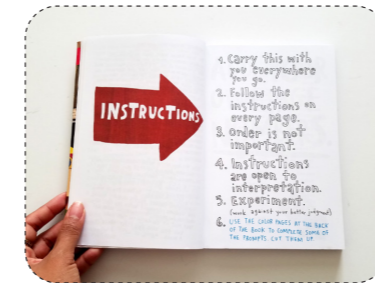 INSTRUCTIONS
1. Carry this with
you everywhere
you go.
2. Follow the
instructions on
every page.
3. Order is not
important.
4. Instructions
are open to
interpretation.
5. Experiment.
(work against your better judgment)
6. USE THE COLOR PAGES AT THE BACK
OF THE BOOK TO COMPLETE SOME OF
THE PROMPTS. CUT THEM UP.